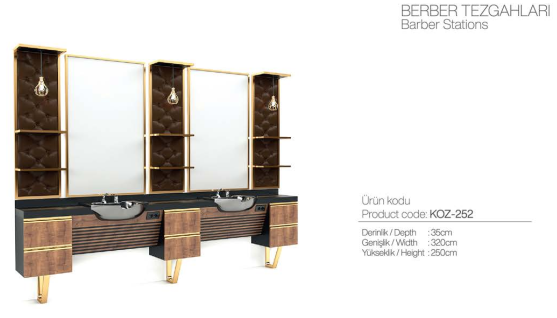 BERBER TEZGAHLARI
Barber Stations
Ürün kodu
Product code: KOZ-252
Derinlik / Depth : 35cm
Genişlik / Width : 320cm
Yükseklik / Height : 250cm